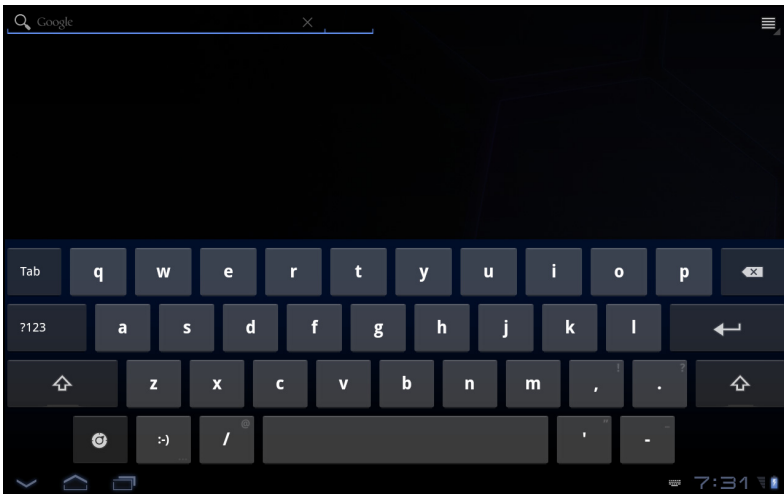 Google
Tab q w e r t y u i o p
?123 a s d f g h j k l
z x c v b n m , ! . ?
:-) / @ ' " - _
7:31